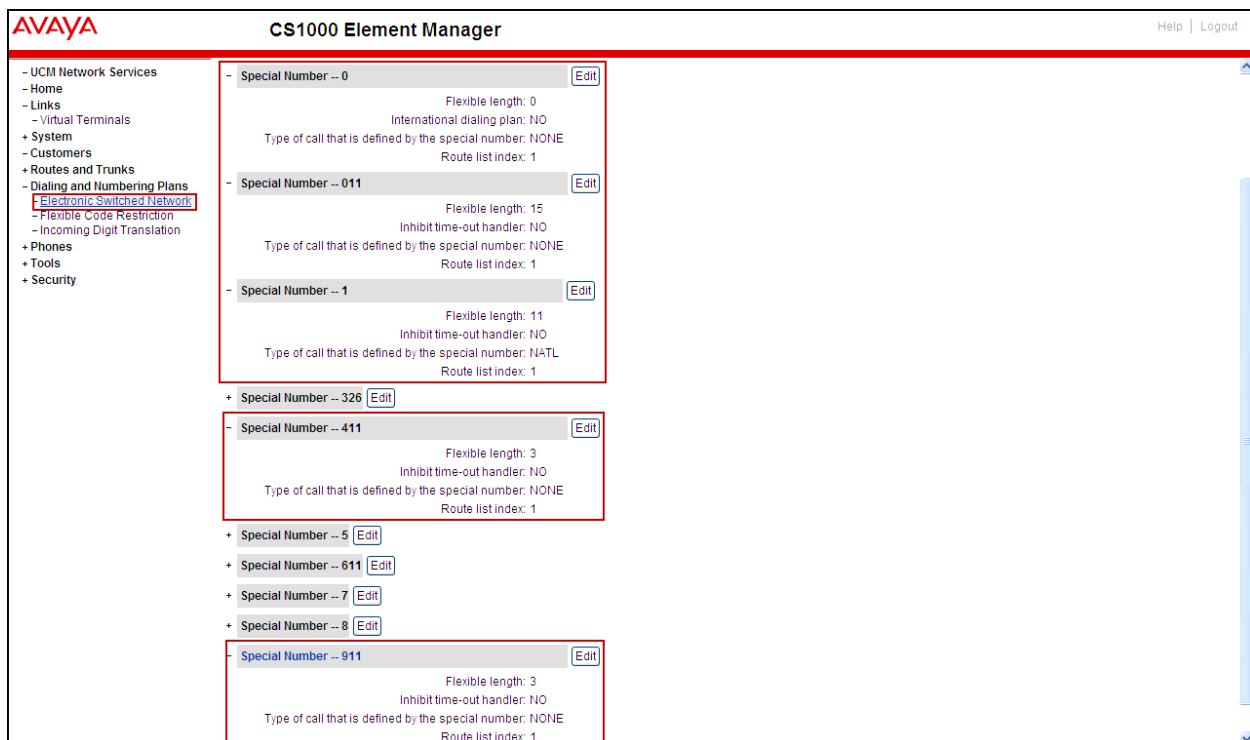 AVAYA
CS1000 Element Manager
Help | Logout
- UCM Network Services
- Home
- Links
- Virtual Terminals
+ System
- Customers
+ Routes and Trunks
- Dialing and Numbering Plans
- Electronic Switched Network
- Flexible Code Restriction
- Incoming Digit Translation
+ Phones
+ Tools
+ Security
- Special Number -- 0 Edit
Flexible length: 0
International dialing plan: NO
Type of call that is defined by the special number: NONE
Route list index: 1
- Special Number -- 011 Edit
Flexible length: 15
Inhibit time-out handler: NO
Type of call that is defined by the special number: NONE
Route list index: 1
- Special Number -- 1 Edit
Flexible length: 11
Inhibit time-out handler: NO
Type of call that is defined by the special number: NATL
Route list index: 1
+ Special Number -- 326 Edit
- Special Number -- 411 Edit
Flexible length: 3
Inhibit time-out handler: NO
Type of call that is defined by the special number: NONE
Route list index: 1
+ Special Number -- 5 Edit
+ Special Number -- 611 Edit
+ Special Number -- 7 Edit
+ Special Number -- 8 Edit
- Special Number -- 911 Edit
Flexible length: 3
Inhibit time-out handler: NO
Type of call that is defined by the special number: NONE
Route list index: 1